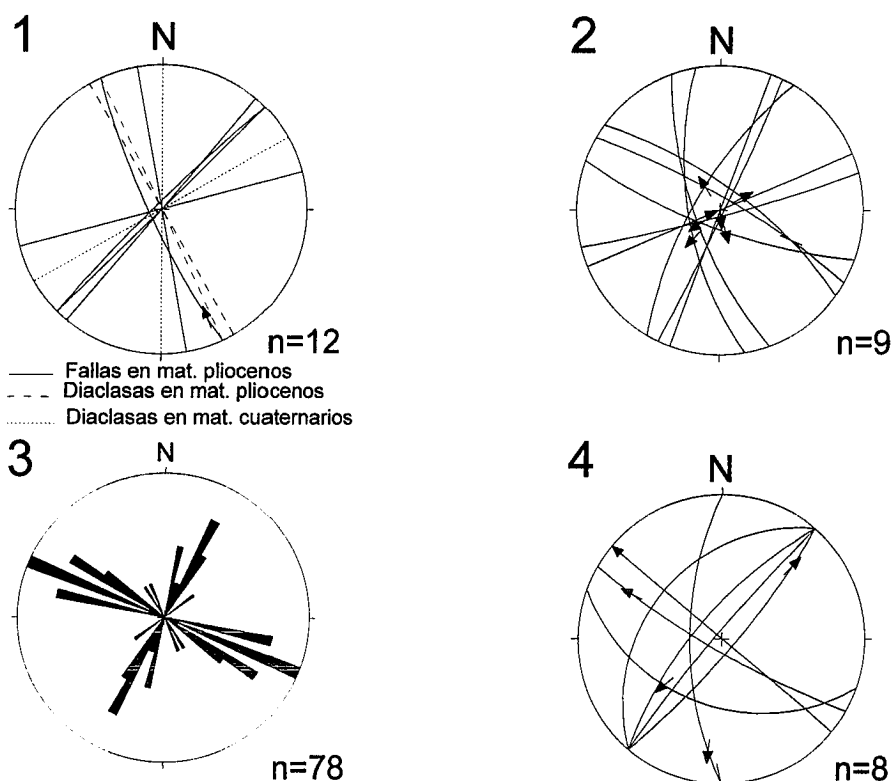 1
N
n=12
Fallas en mat. pliocenos
Diaclasas en mat. pliocenos
Diaclasas en mat. cuaternarios
2
N
n=9
3
N
n=78
4
N
n=8